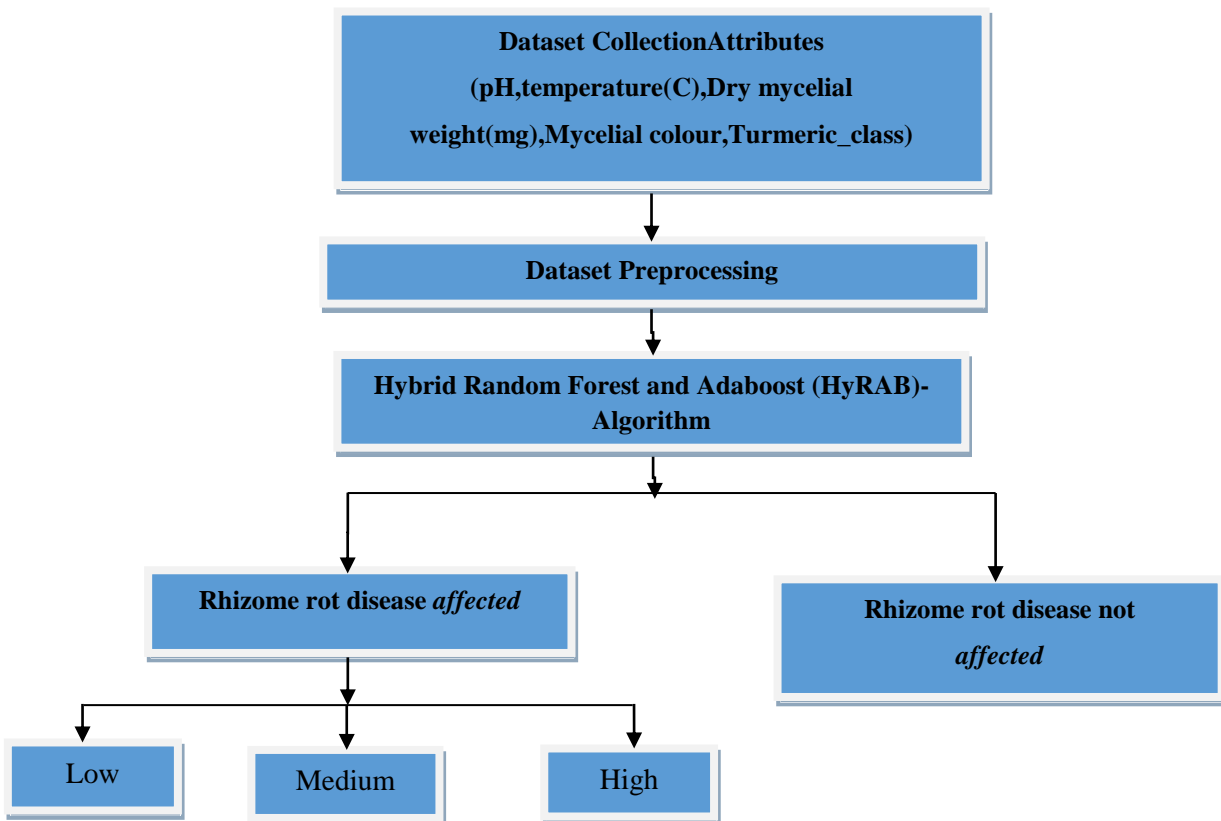 Dataset CollectionAttributes
(pH,temperature(C),Dry mycelial
weight(mg),Mycelial colour,Turmeric_class)
Dataset Preprocessing
Hybrid Random Forest and Adaboost (HyRAB)-
Algorithm
Rhizome rot disease affected
Rhizome rot disease not
affected
Low
Medium
High